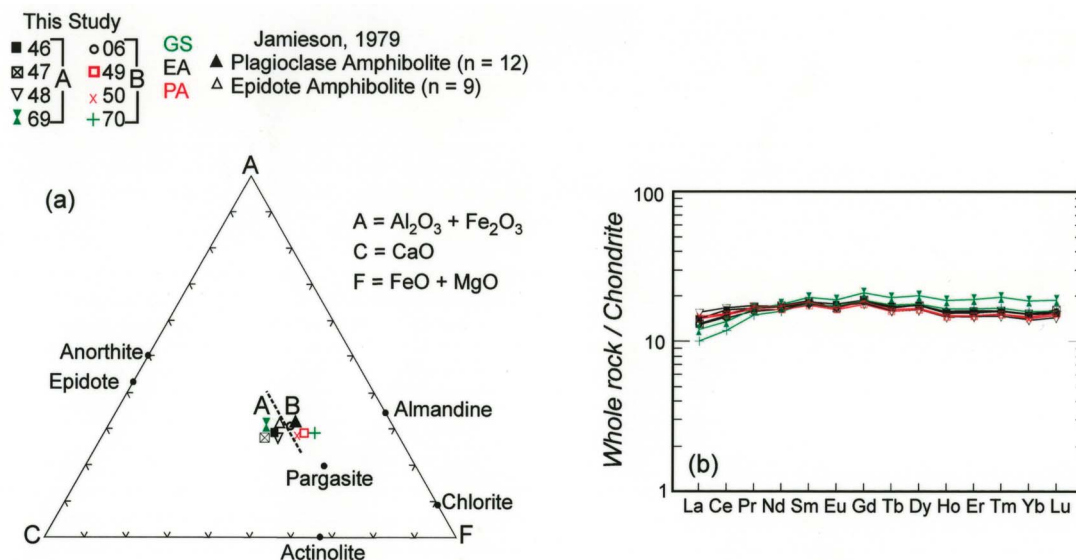 This Study
46 06 GS Jamieson, 1979
47 A 49 B EA Plagioclase Amphibolite (n = 12)
48 50 PA Epidote Amphibolite (n = 9)
69 70
(a)
A
A = Al₂O₃ + Fe₂O₃
C = CaO
F = FeO + MgO
Anorthite
Epidote
A B
Almandine
Pargasite
Chlorite
C F
Actinolite
Whole rock / Chondrite
100
10
1
(b)
La Ce Pr Nd Sm Eu Gd Tb Dy Ho Er Tm Yb Lu